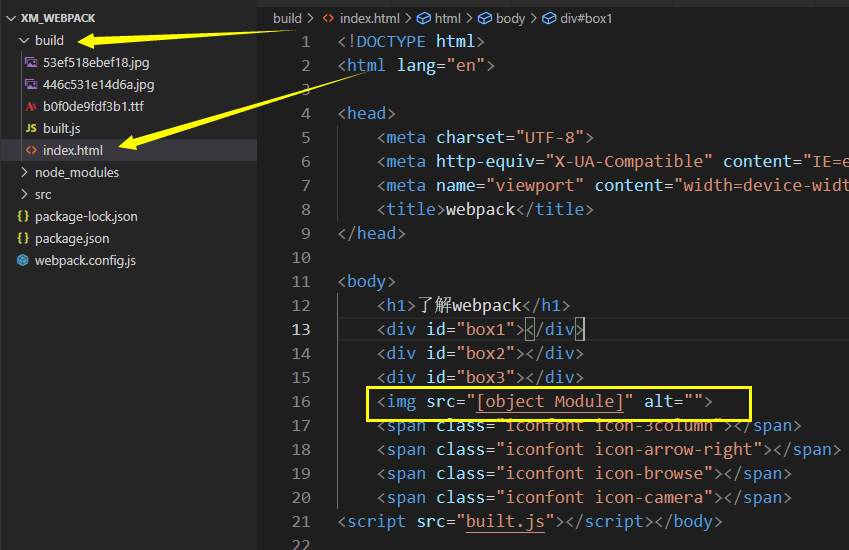 XM_WEBPACK
build
53ef518ebef18.jpg
446c531e14d6a.jpg
b0f0de9fdf3b1.ttf
JS built.js
<> index.html
node_modules
src
{} package-lock.json
{} package.json
webpack.config.js
build > <> index.html > html > body > div#box1
1 <!DOCTYPE html>
2 <html lang="en">
3
4 <head>
5 <meta charset="UTF-8">
6 <meta http-equiv="X-UA-Compatible" content="IE=e
7 <meta name="viewport" content="width=device-widt
8 <title>webpack</title>
9 </head>
10
11 <body>
12 <h1>了解webpack</h1>
13 <div id="box1"></div>
14 <div id="box2"></div>
15 <div id="box3"></div>
16 <img src="[object Module]" alt="">
17 <span class="iconfont icon-3column"></span>
18 <span class="iconfont icon-arrow-right"></span>
19 <span class="iconfont icon-browse"></span>
20 <span class="iconfont icon-camera"></span>
21 <script src="built.js"></script></body>
22